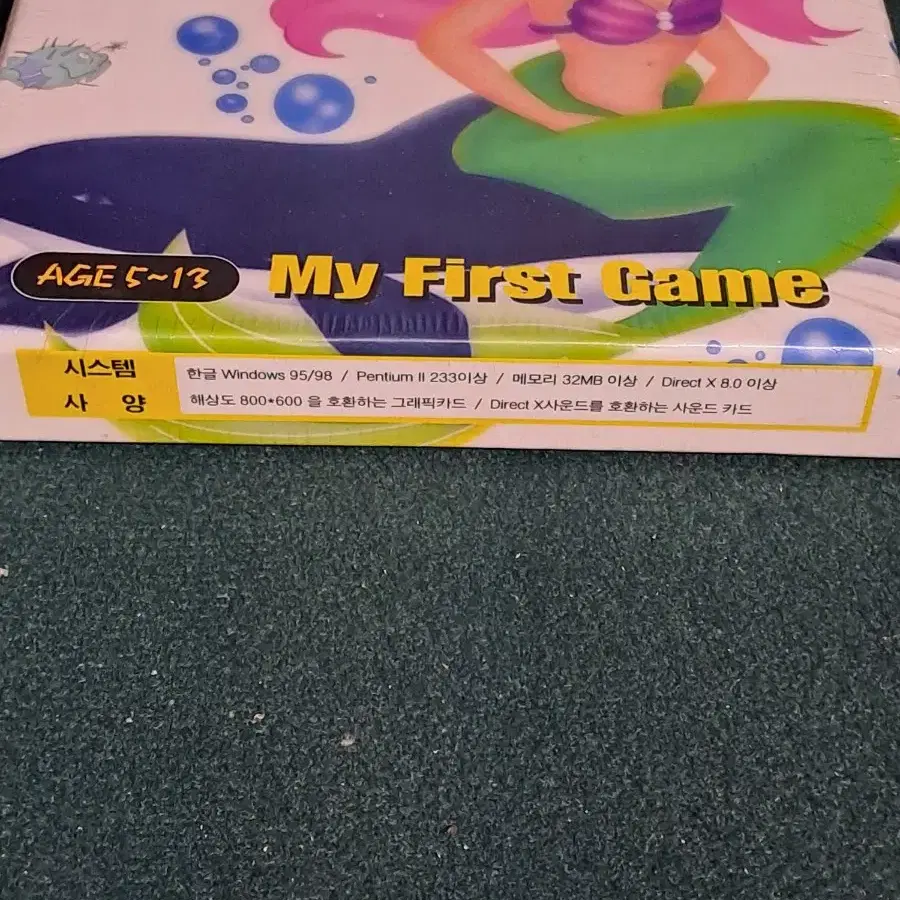 AGE 5~13
My First Game
시스템
사 양
한글 Windows 95/98 / Pentium II 233이상 / 메모리 32MB 이상 / Direct X 8.0 이상
해상도 800*600 을 호환하는 그래픽카드 / Direct X사운드를 호환하는 사운드 카드